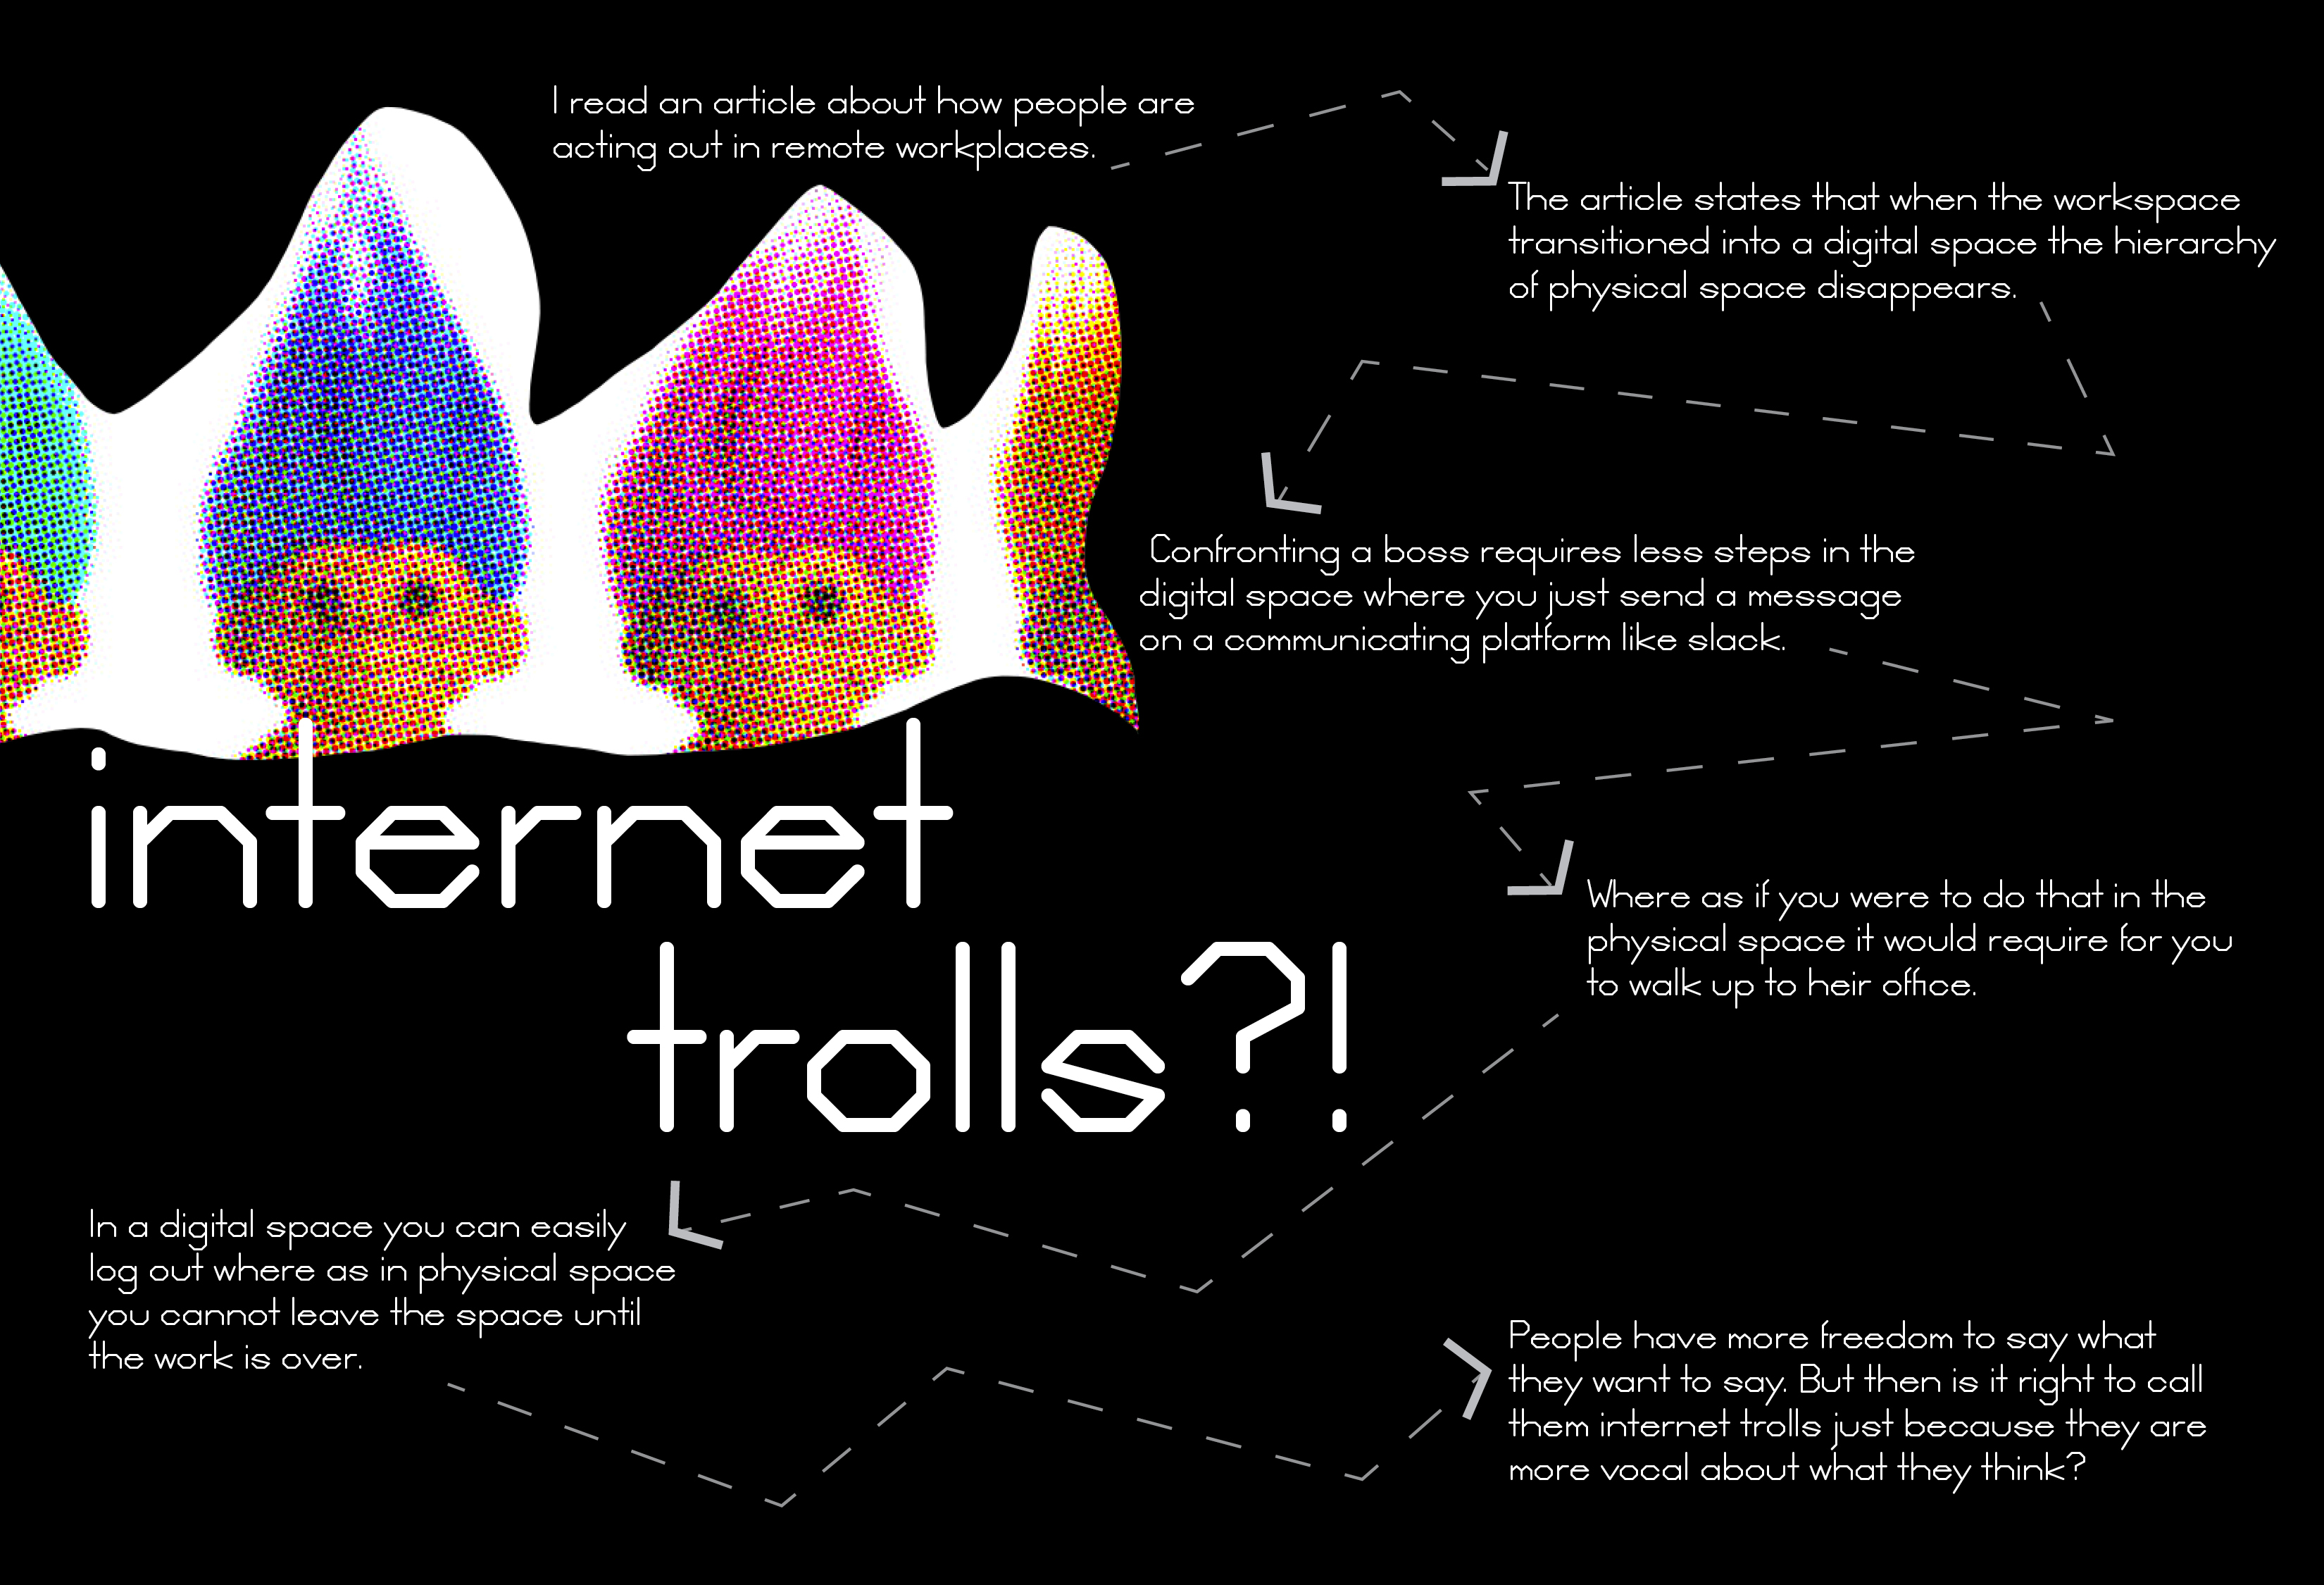 I read an article about how people are
acting out in remote workplaces.
The article states that when the workspace
transitioned into a digital space the hierarchy
of physical space disappears.
Confronting a boss requires less steps in the
digital space where you just send a message
on a communicating platform like slack.
internet
trolls?!
Where as if you were to do that in the
physical space it would require for you
to walk up to heir office.
In a digital space you can easily
log out where as in physical space
you cannot leave the space until
the work is over.
People have more freedom to say what
they want to say. But then is it right to call
them internet trolls just because they are
more vocal about what they think?